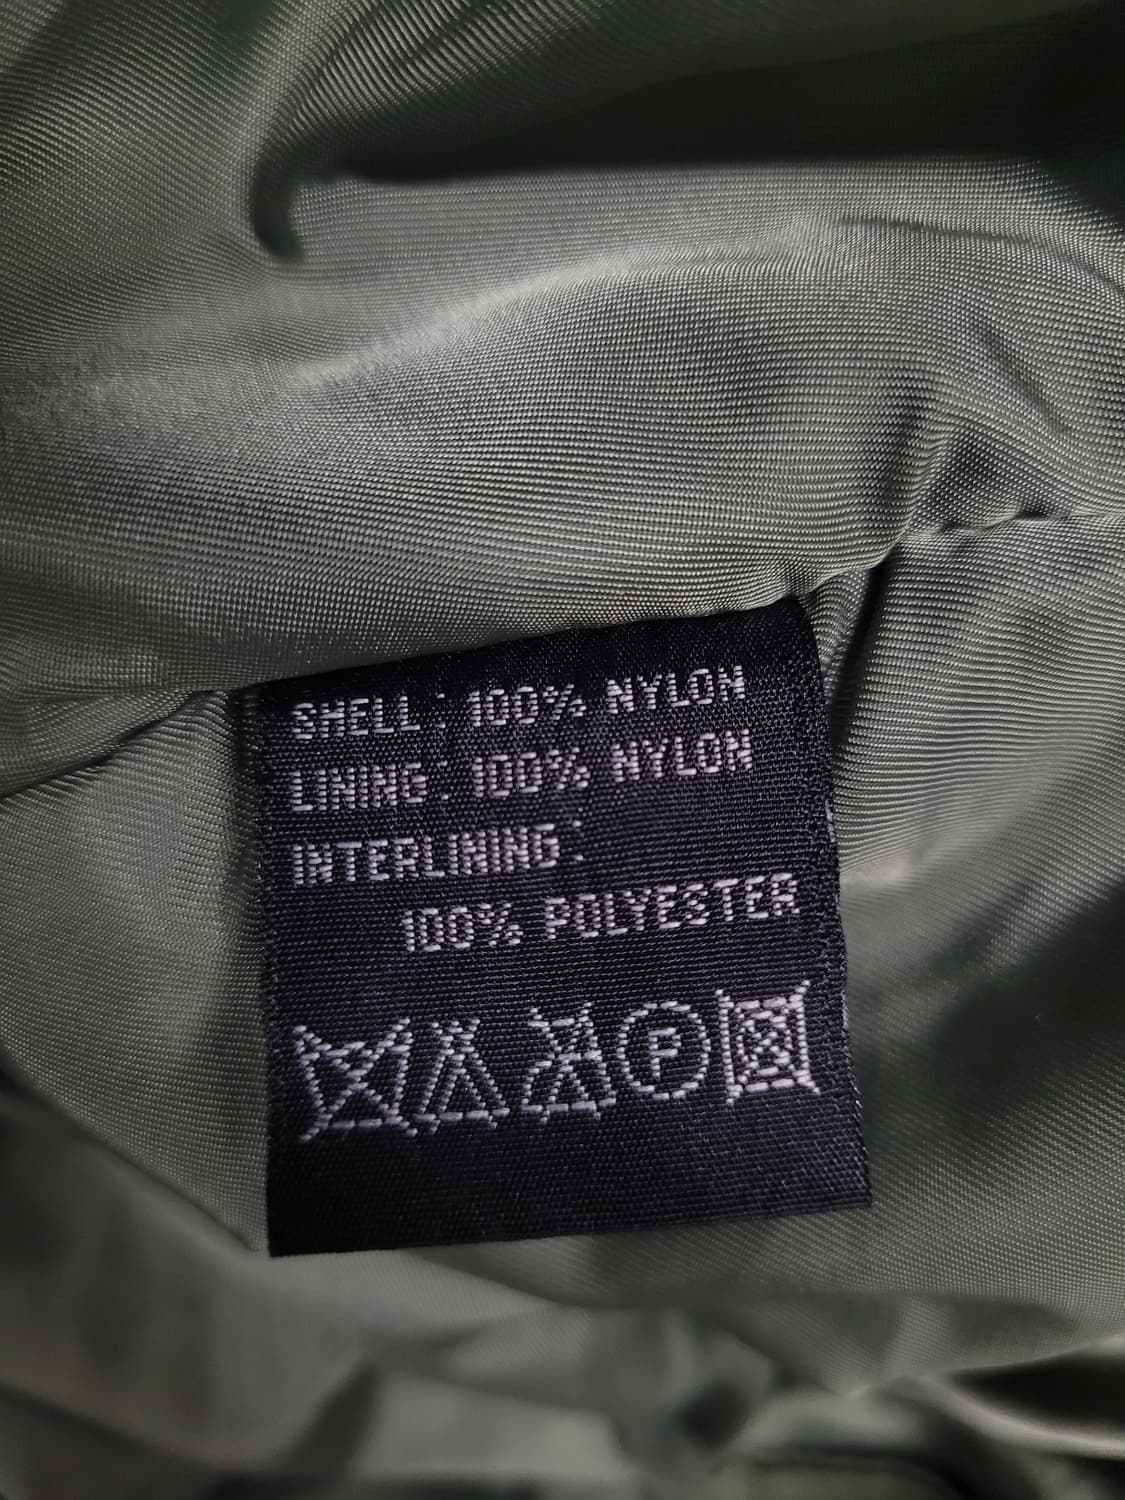 SHELL : 100% NYLON
LINING : 100% NYLON
INTERLINING :
100% POLYESTER
P